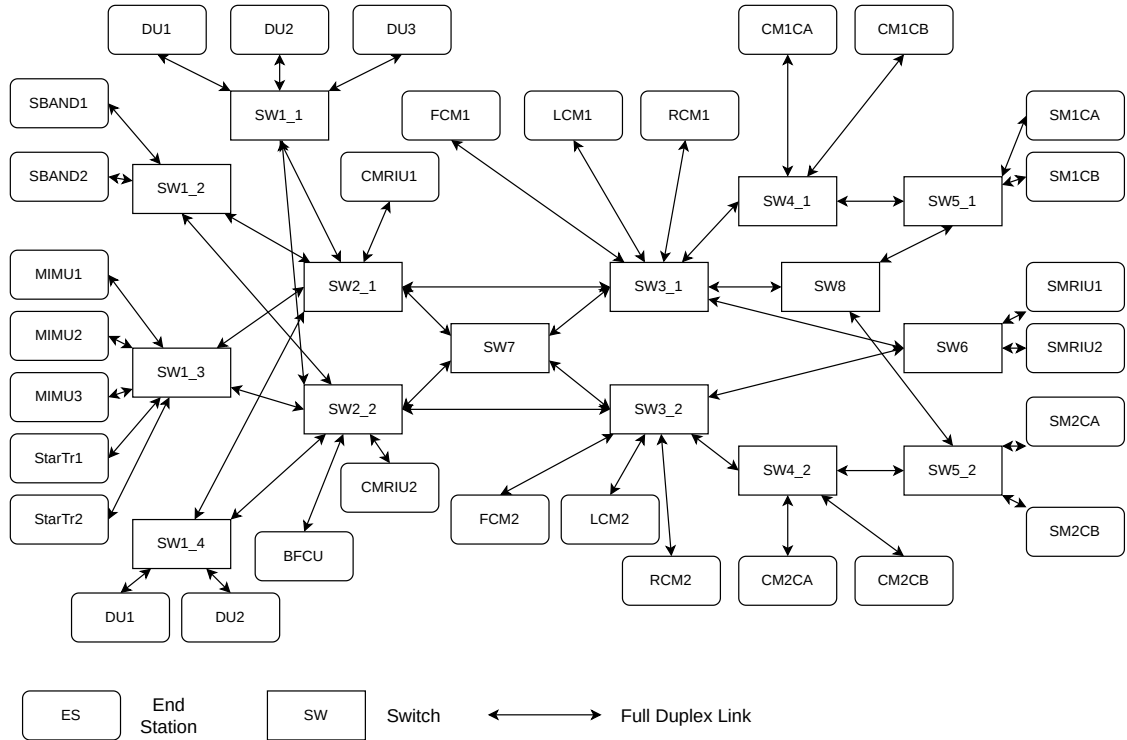 DU1
DU2
DU3
CM1CA
CM1CB
SBAND1
SW1_1
FCM1
LCM1
RCM1
SM1CA
SBAND2
SW1_2
CMRIU1
SM1CB
SW4_1
SW5_1
MIMU1
SW2_1
SW3_1
SW8
SMRIU1
MIMU2
SW7
SW6
SMRIU2
SW1_3
MIMU3
SW2_2
SW3_2
SM2CA
StarTr1
SW4_2
SW5_2
CMRIU2
StarTr2
FCM2
LCM2
SM2CB
SW1_4
BFCU
RCM2
CM2CA
CM2CB
DU1
DU2
ES
End
Station
SW
Switch
Full Duplex Link